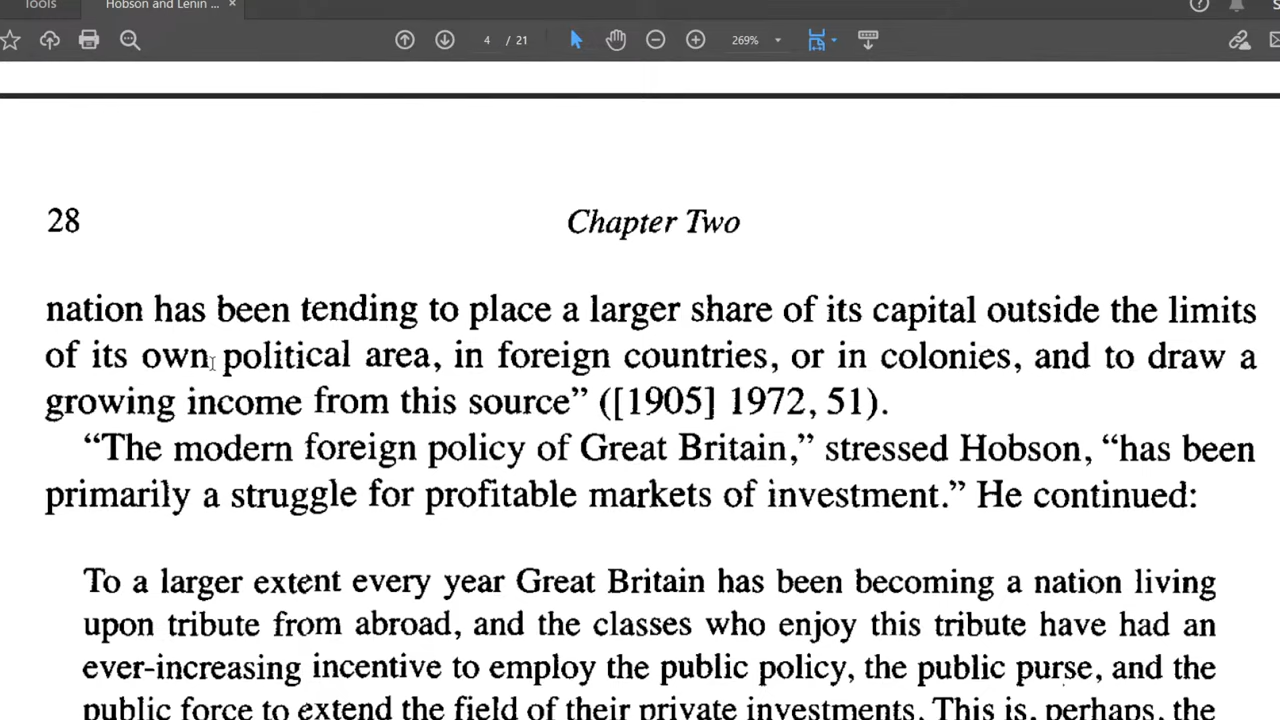 Tools
Hobson and Lenin ... ×
4 / 21
269%
28
Chapter Two
nation has been tending to place a larger share of its capital outside the limits
of its own political area, in foreign countries, or in colonies, and to draw a
growing income from this source” ([1905] 1972, 51).
“The modern foreign policy of Great Britain,” stressed Hobson, “has been
primarily a struggle for profitable markets of investment.” He continued:
To a larger extent every year Great Britain has been becoming a nation living
upon tribute from abroad, and the classes who enjoy this tribute have had an
ever-increasing incentive to employ the public policy, the public purse, and the
public force to extend the field of their private investments. This is, perhaps, the